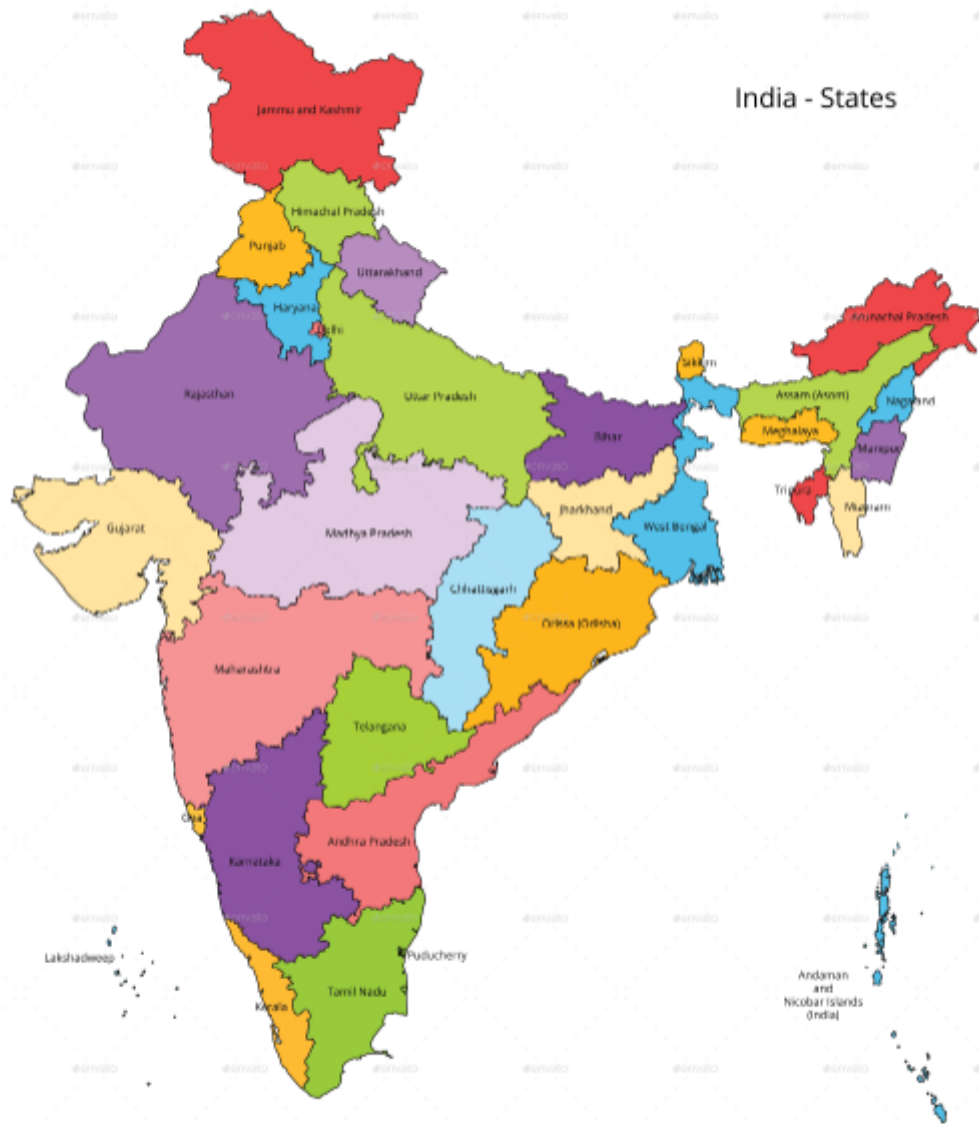 India - States
Jammu and Kashmir
Himachal Pradesh
Punjab
Uttarakhand
Haryana
Delhi
Arunachal Pradesh
Sikkim
Rajasthan
Uttar Pradesh
Assam (Asom)
Nagaland
Bihar
Meghalaya
Manipur
Tripura
Mizoram
Gujarat
Madhya Pradesh
Jharkhand
West Bengal
Chhattisgarh
Orissa (Odisha)
Maharashtra
Telangana
Goa
Andhra Pradesh
Karnataka
Lakshadweep
Puducherry
Tamil Nadu
Kerala
Andaman
and
Nicobar Islands
(India)
envato